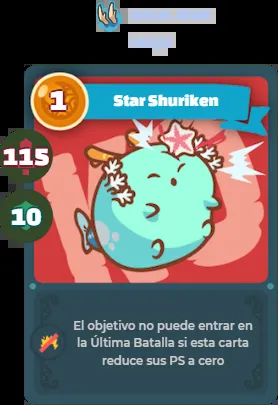 1
Star Shuriken
115
10
El objetivo no puede entrar en
la Última Batalla si esta carta
reduce sus PS a cero